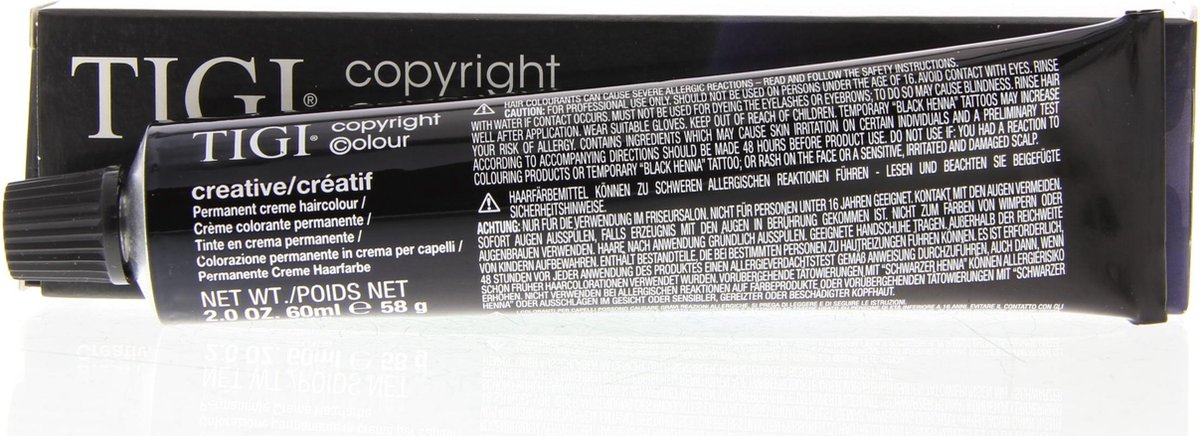 TIGI®
copyright
TIGI®
copyright
©olour
creative/créatif
Permanent creme haircolour /
Crème colorante permanente /
Tinte en crema permanente /
Colorazione permanente in crema per capelli /
Permanente Creme Haarfarbe
NET WT./POIDS NET
2.0 OZ. 60ml e 58 g
HAIR COLOURANTS CAN CAUSE SEVERE ALLERGIC REACTIONS – READ AND FOLLOW THE SAFETY INSTRUCTIONS.
CAUTION: FOR PROFESSIONAL USE ONLY. SHOULD NOT BE USED ON PERSONS UNDER THE AGE OF 16. AVOID CONTACT WITH EYES. RINSE
WITH WATER IF CONTACT OCCURS. MUST NOT BE USED FOR DYEING THE EYELASHES OR EYEBROWS; TO DO SO MAY CAUSE BLINDNESS. RINSE HAIR
WELL AFTER APPLICATION. WEAR SUITABLE GLOVES. KEEP OUT OF REACH OF CHILDREN. TEMPORARY "BLACK HENNA" TATTOOS MAY INCREASE
YOUR RISK OF ALLERGY. CONTAINS INGREDIENTS WHICH MAY CAUSE SKIN IRRITATION ON CERTAIN INDIVIDUALS AND A PRELIMINARY TEST
ACCORDING TO ACCOMPANYING DIRECTIONS SHOULD BE MADE 48 HOURS BEFORE PRODUCT USE. DO NOT USE IF: YOU HAD A REACTION TO
COLOURING PRODUCTS OR TEMPORARY "BLACK HENNA" TATTOO; OR RASH ON THE FACE OR A SENSITIVE, IRRITATED AND DAMAGED SCALP.
HAARFÄRBEMITTEL KÖNNEN ZU SCHWEREN ALLERGISCHEN REAKTIONEN FÜHREN - LESEN UND BEACHTEN SIE BEIGEFÜGTE
SICHERHEITSHINWEISE.
ACHTUNG: NUR FÜR DIE VERWENDUNG IM FRISEURSALON. NICHT FÜR PERSONEN UNTER 16 JAHREN GEEIGNET. KONTAKT MIT DEN AUGEN VERMEIDEN.
SOFORT AUGEN AUSSPÜLEN, FALLS ERZEUGNIS MIT DEN AUGEN IN BERÜHRUNG GEKOMMEN IST. NICHT ZUM FÄRBEN VON WIMPERN ODER
AUGENBRAUEN VERWENDEN. HAARE NACH ANWENDUNG GRÜNDLICH AUSSPÜLEN. GEEIGNETE HANDSCHUHE TRAGEN. AUßERHALB DER REICHWEITE
VON KINDERN AUFBEWAHREN. ENTHÄLT BESTANDTEILE, DIE BEI BESTIMMTEN PERSONEN ZU HAUTREIZUNGEN FÜHREN KÖNNEN. ES IST ERFORDERLICH,
48 STUNDEN VOR JEDER ANWENDUNG DES PRODUKTES EINEN ALLERGIEVERDACHTSTEST GEMÄß ANWEISUNG DURCHZUFÜHREN. AUCH DANN, WENN
SCHON FRÜHER HAARCOLORATIONEN VERWENDET WURDEN. VORÜBERGEHENDE TÄTOWIERUNGEN MIT "SCHWARZER HENNA" KÖNNEN ALLERGIERISIKO
ERHÖHEN. NICHT VERWENDEN BEI ALLERGISCHEN REAKTIONEN AUF FÄRBEPRODUKTE ODER VORÜBERGEHENDEN TÄTOWIERUNGEN MIT "SCHWARZER
HENNA" ODER AUSSCHLÄGEN IM GESICHT ODER SENSIBLER, GEREIZTER ODER BESCHÄDIGTER KOPFHAUT.